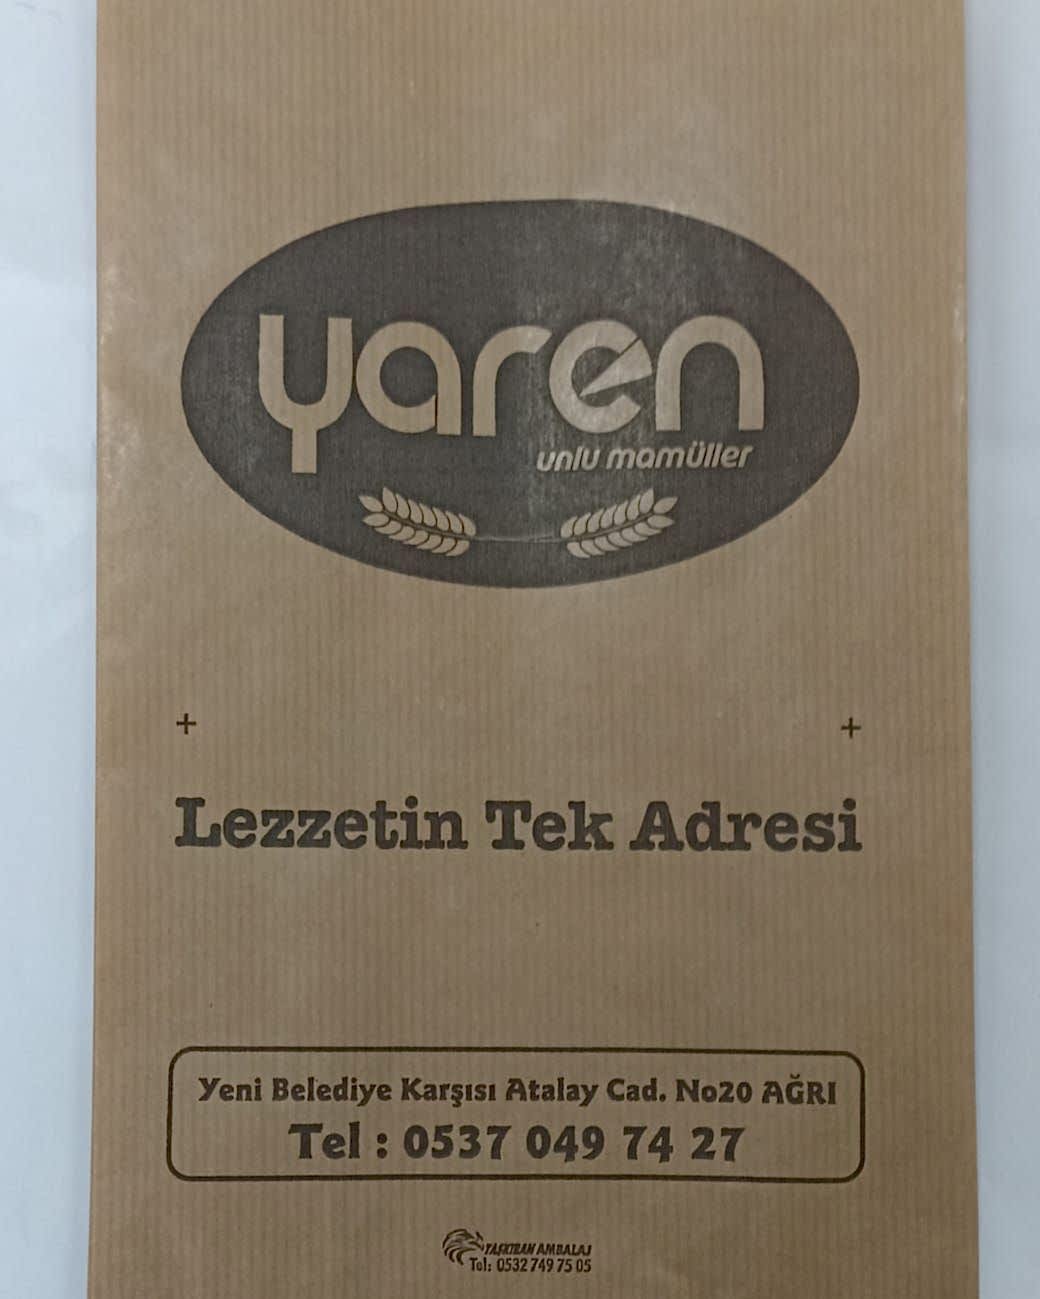 yaren
unlu mamüller
Lezzetin Tek Adresi
Yeni Belediye Karşısı Atalay Cad. No20 AĞRI
Tel : 0537 049 74 27
AMBALAJ
Tel: 0532 749 75 05